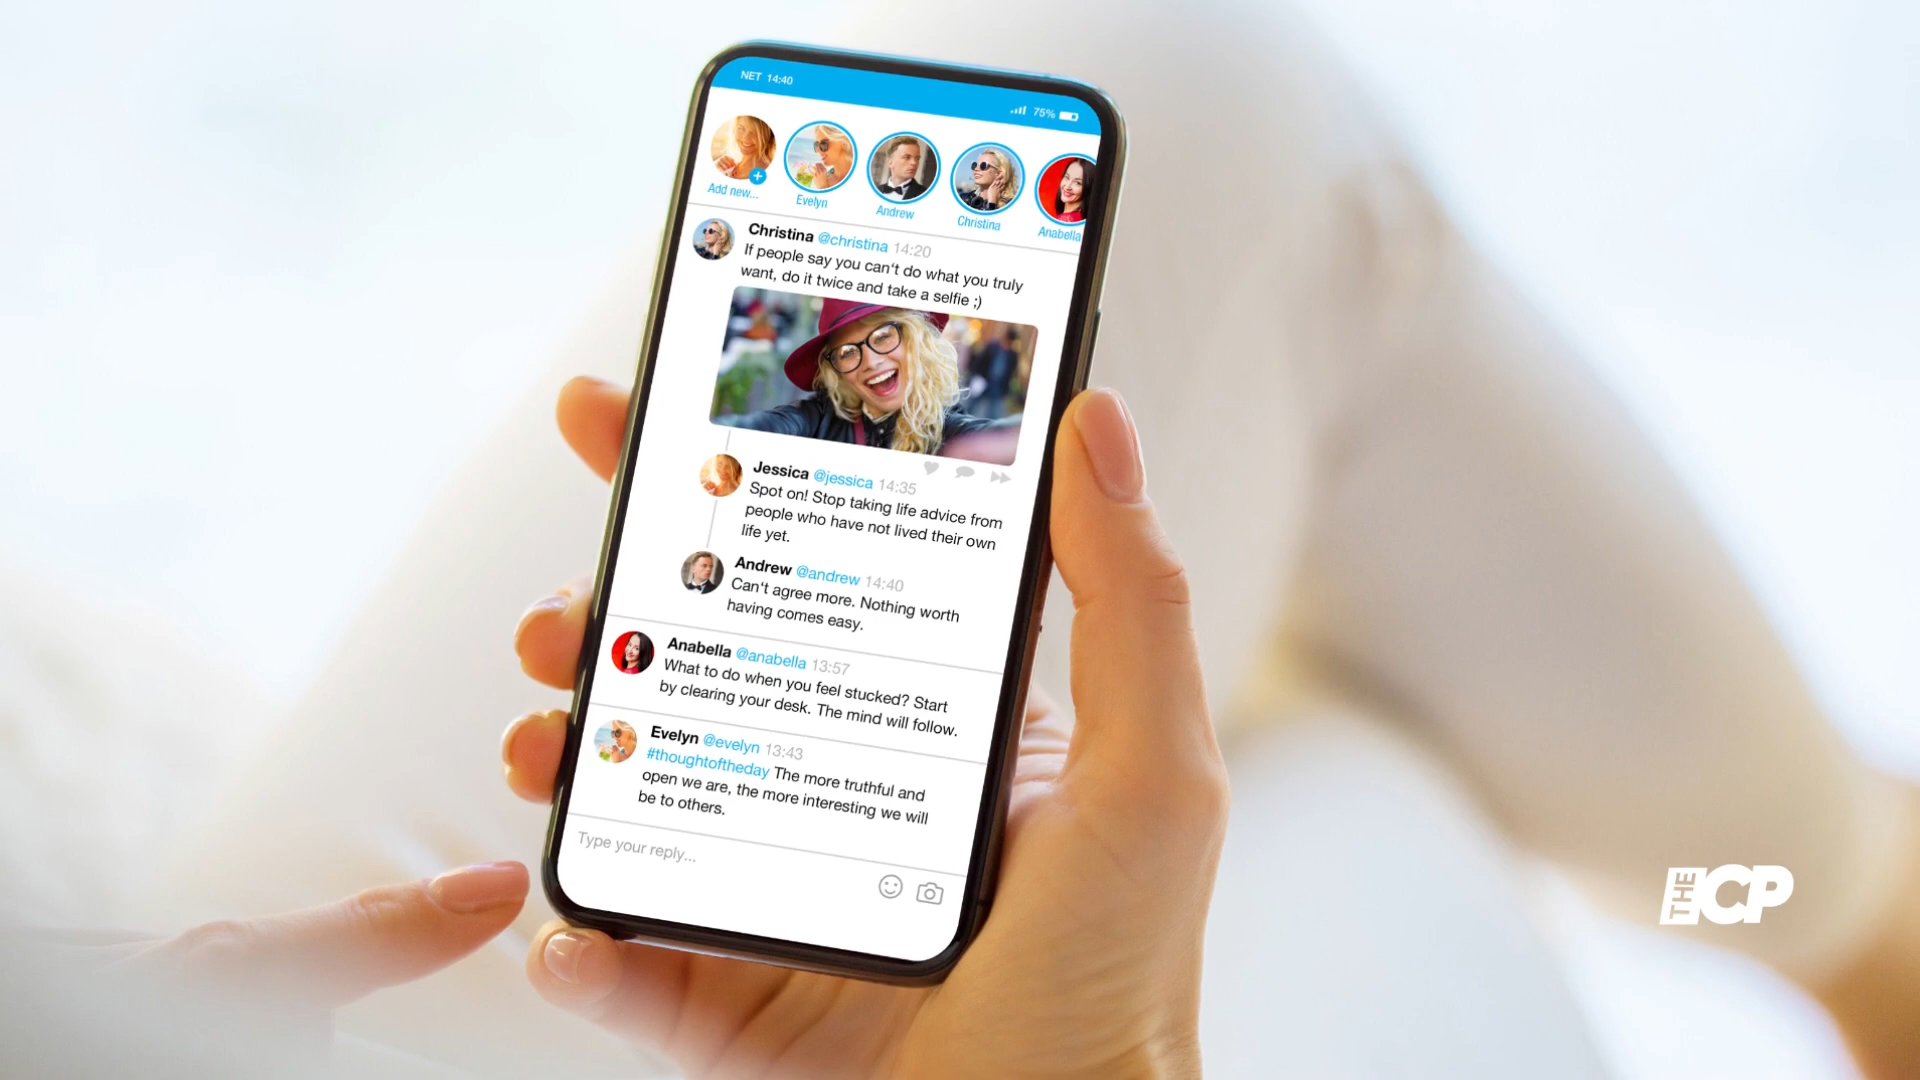 NET 14:40
75%
Add new...
Evelyn
Andrew
Christina
Anabella
Christina @christina 14:20
If people say you can't do what you truly
want, do it twice and take a selfie ;)
Jessica @jessica 14:35
Spot on! Stop taking life advice from
people who have not lived their own
life yet.
Andrew @andrew 14:40
Can't agree more. Nothing worth
having comes easy.
Anabella @anabella 13:57
What to do when you feel stucked? Start
by clearing your desk. The mind will follow.
Evelyn @evelyn 13:43
#thoughtoftheday The more truthful and
open we are, the more interesting we will
be to others.
Type your reply...
THE ICP